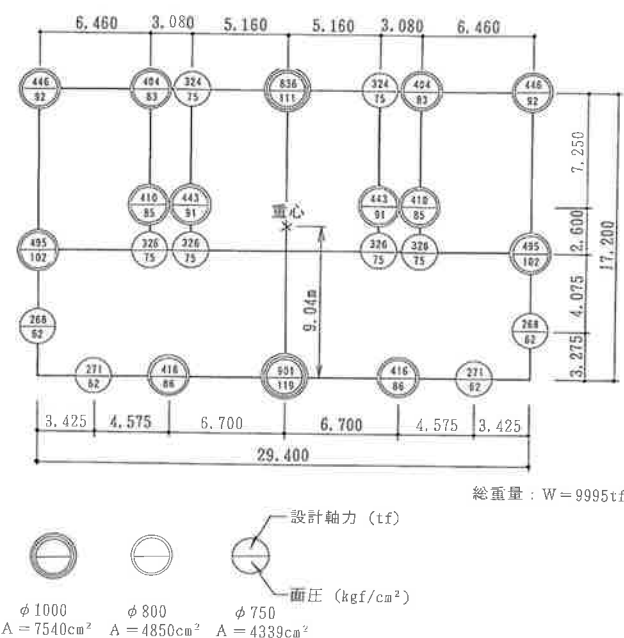 6.460 3.080 5.160 5.160 3.080 6.460
446 404 324 836 324 404 446
92 83 75 111 75 83 92
7.250
410 443 443 410
85 91 91 85
重心
2.600
17.200
495 326 326 326 326 495
102 75 75 75 75 102
9.04m
4.075
268 268
62 62
3.275
271 416 901 416 271
62 86 119 86 62
3.425 4.575 6.700 6.700 4.575 3.425
29.400
総重量：W＝9995tf
設計軸力 (tf)
面圧 (kgf/cm²)
φ1000 φ800 φ750
A＝7540cm² A＝4850cm² A＝4339cm²